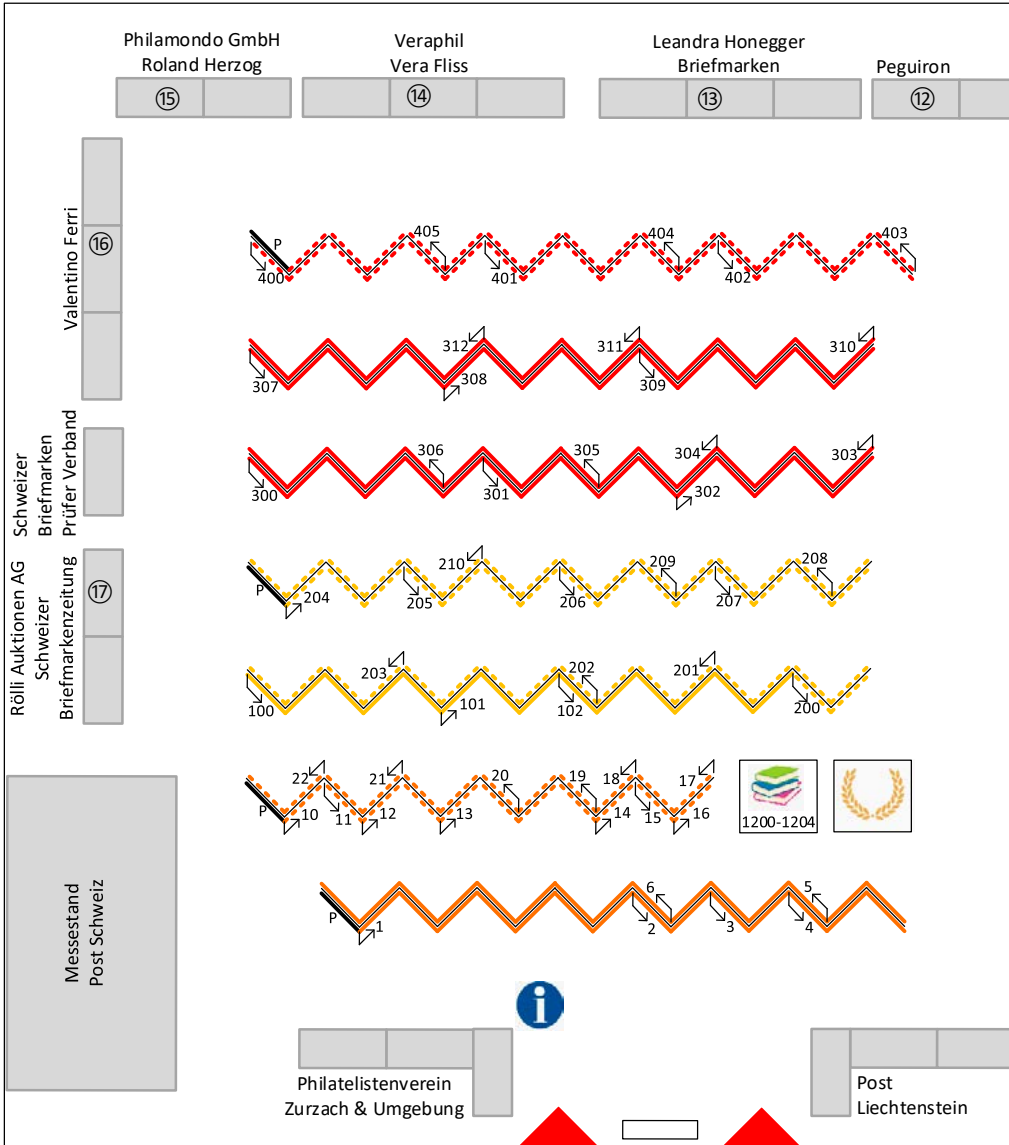 Philamondo GmbH
Roland Herzog
Veraphil
Vera Fliss
Leandra Honegger
Briefmarken
Peguiron
15
14
13
12
Valentino Ferri
16
P
400
405
401
404
402
403
307
312
308
311
309
310
Schweizer
Briefmarken
Prüfer Verband
300
306
301
305
304
302
303
Rölli Auktionen AG
Schweizer
Briefmarkenzeitung
17
P
204
205
210
206
209
207
208
100
203
101
202
102
201
200
P
22
10
11
21
12
13
20
19
18
14
15
17
16
1200-1204
P
1
6
2
3
5
4
Messestand
Post Schweiz
i
Philatelistenverein
Zurzach & Umgebung
Post
Liechtenstein